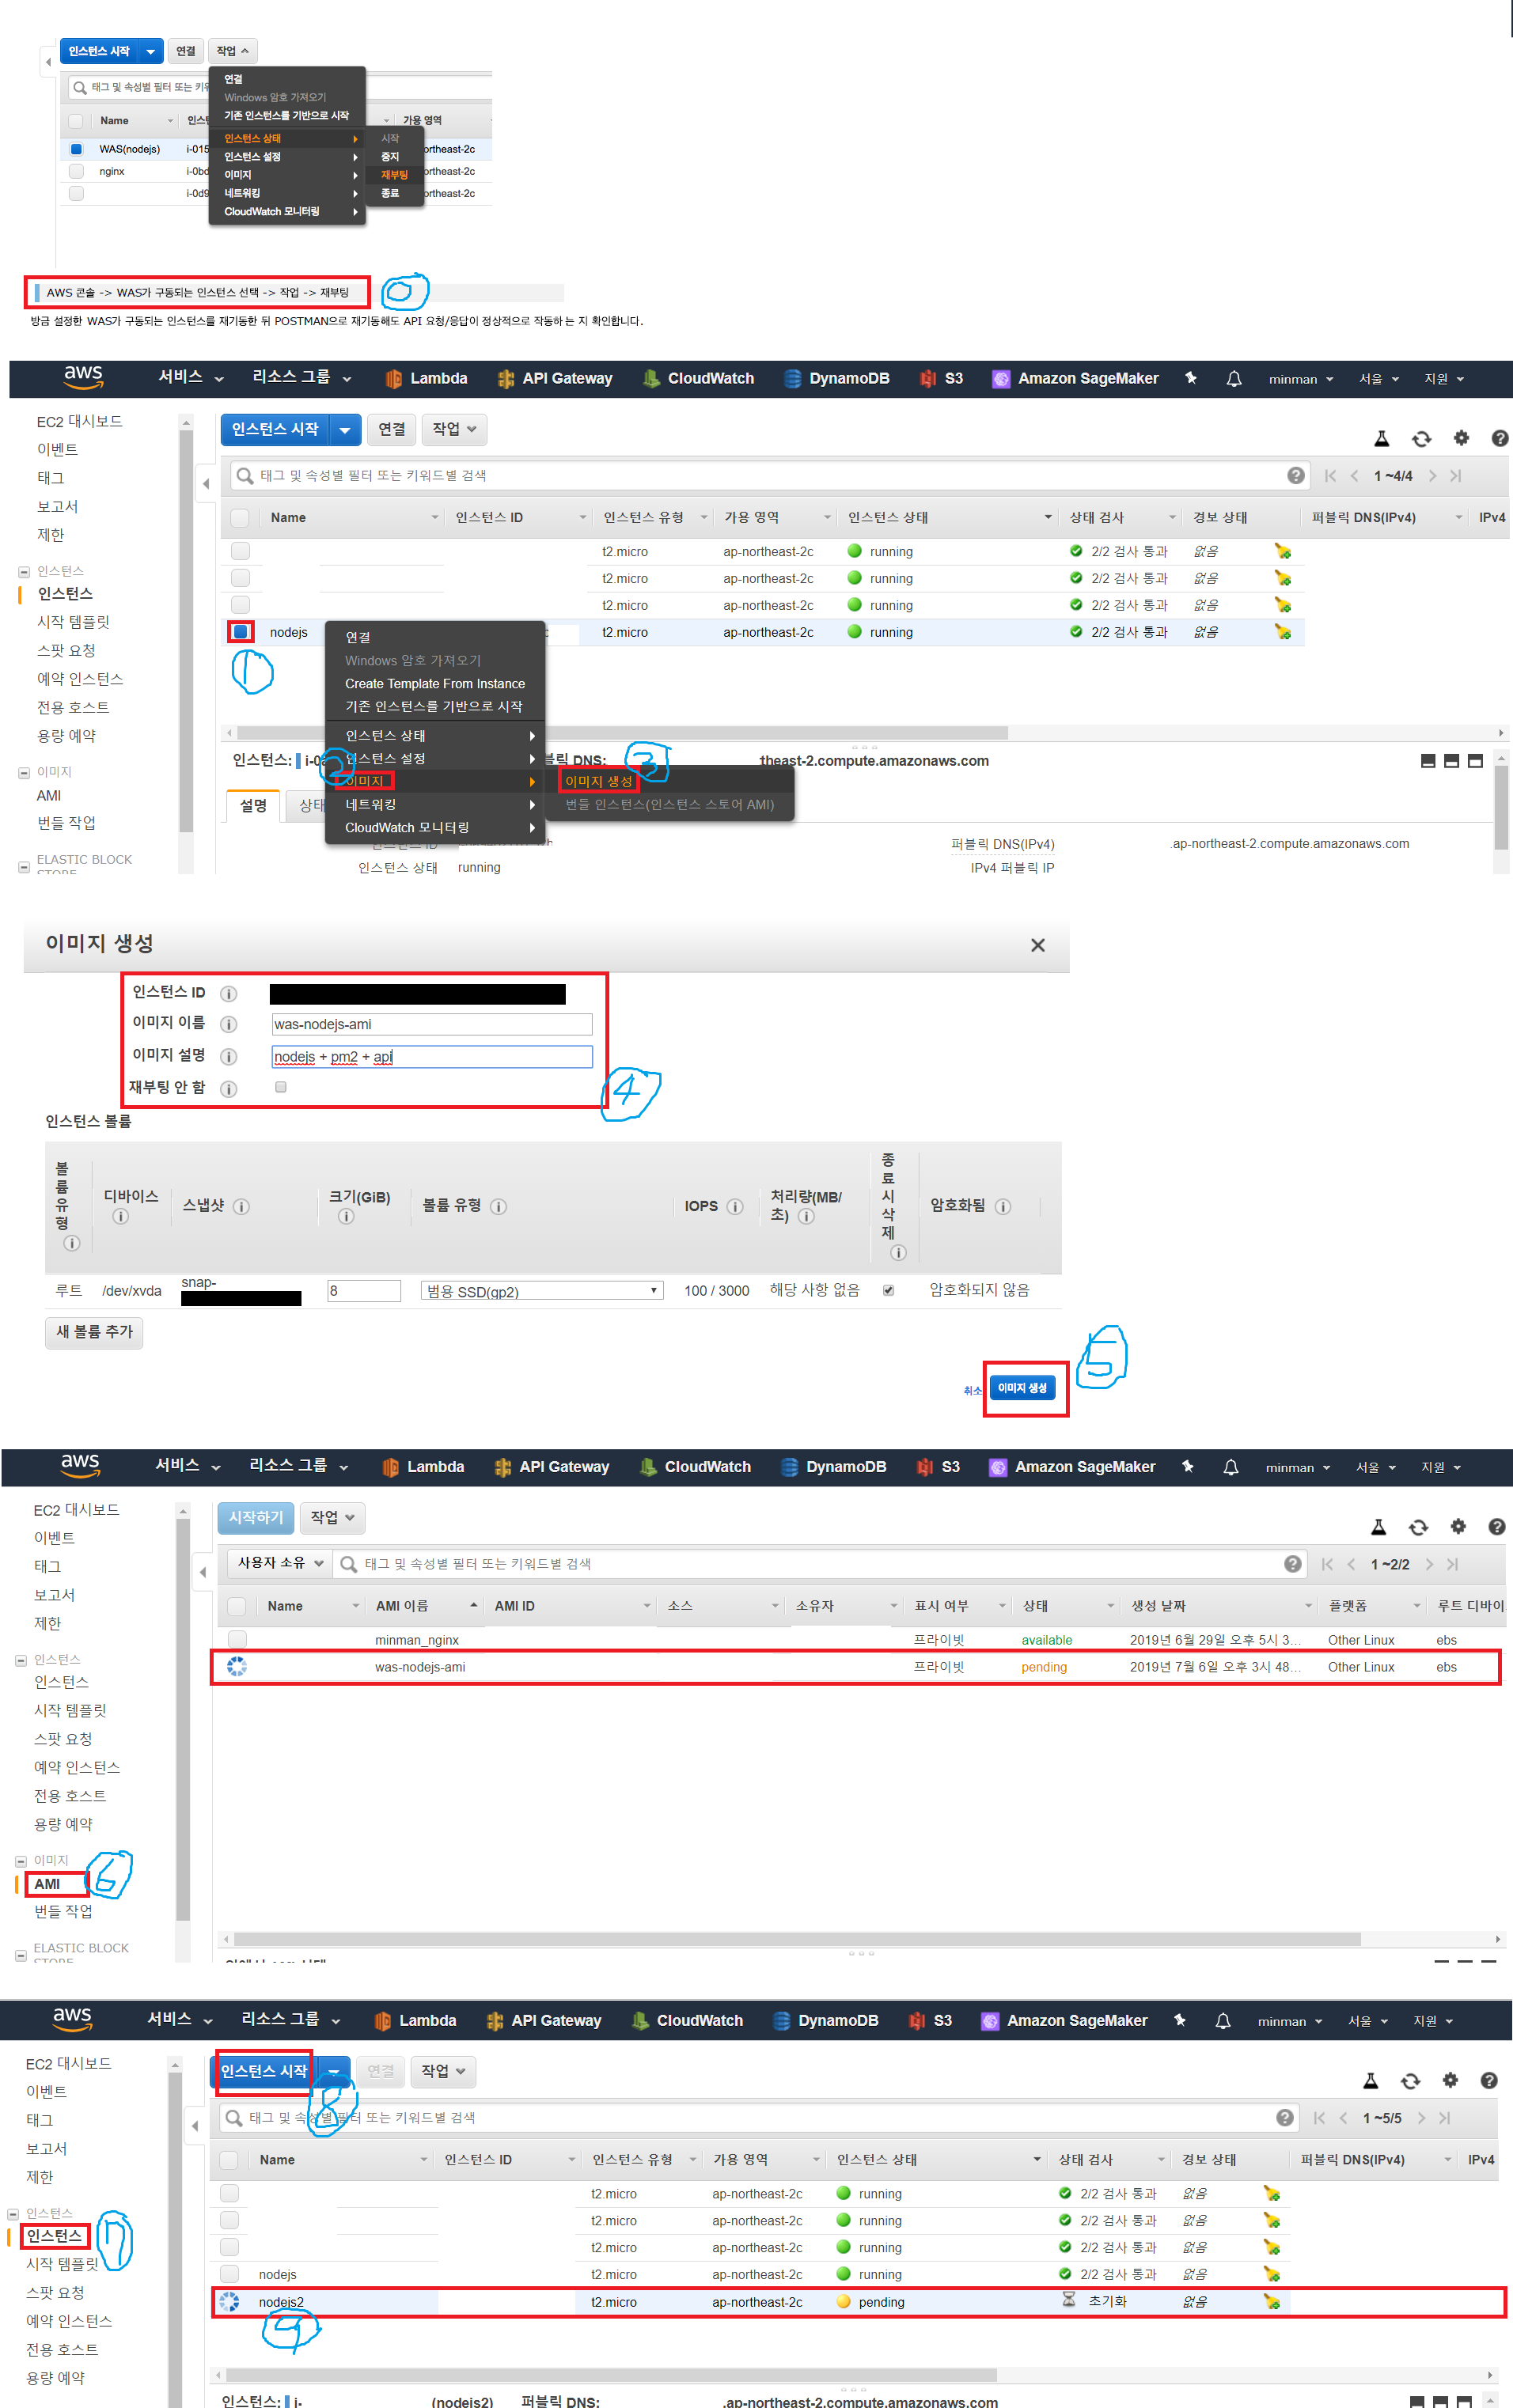 인스턴스 시작 연결 작업
연결
태그 및 속성별 필터 또는 키워
Windows 암호 가져오기
기존 인스턴스를 기반으로 시작
Name 가용 영역
인스턴스 상태 시작
WAS(nodejs) i-015 인스턴스 설정 중지 ortheast-2c
nginx i-0bd 이미지 재부팅 ortheast-2c
i-0d9 네트워킹 종료 ortheast-2c
CloudWatch 모니터링
AWS 콘솔 -> WAS가 구동되는 인스턴스 선택 -> 작업 -> 재부팅 0
방금 설정한 WAS가 구동되는 인스턴스를 재기동한 뒤 POSTMAN으로 재기동해도 API 요청/응답이 정상적으로 작동하는 지 확인합니다.
aws 서비스 리소스 그룹 Lambda API Gateway CloudWatch DynamoDB S3 Amazon SageMaker minman 서울 지원
EC2 대시보드
이벤트
태그
보고서
제한
인스턴스
인스턴스
시작 템플릿
스팟 요청
예약 인스턴스
전용 호스트
용량 예약
이미지
AMI
번들 작업
ELASTIC BLOCK
STORE
인스턴스 시작 연결 작업
태그 및 속성별 필터 또는 키워드별 검색 1 ~4/4
Name 인스턴스 ID 인스턴스 유형 가용 영역 인스턴스 상태 상태 검사 경보 상태 퍼블릭 DNS(IPv4) IPv4
t2.micro ap-northeast-2c running 2/2 검사 통과 없음
t2.micro ap-northeast-2c running 2/2 검사 통과 없음
t2.micro ap-northeast-2c running 2/2 검사 통과 없음
nodejs t2.micro ap-northeast-2c running 2/2 검사 통과 없음
1
연결
Windows 암호 가져오기
Create Template From Instance
기존 인스턴스를 기반으로 시작
인스턴스 상태
인스턴스 설정
2 이미지 3 이미지 생성
네트워킹 번들 인스턴스(인스턴스 스토어 AMI)
CloudWatch 모니터링
인스턴스: i-0 퍼블릭 DNS: theast-2.compute.amazonaws.com
설명 상태
인스턴스 ID 퍼블릭 DNS(IPv4) .ap-northeast-2.compute.amazonaws.com
인스턴스 상태 running IPv4 퍼블릭 IP
이미지 생성
인스턴스 ID
이미지 이름 was-nodejs-ami
이미지 설명 nodejs + pm2 + api
재부팅 안 함
4
인스턴스 볼륨
볼륨 유형 디바이스 스냅샷 크기(GiB) 볼륨 유형 IOPS 처리량(MB/초) 종료 시 삭제 암호화됨
루트 /dev/xvda snap- 8 범용 SSD(gp2) 100 / 3000 해당 사항 없음 암호화되지 않음
새 볼륨 추가
5
취소 이미지 생성
aws 서비스 리소스 그룹 Lambda API Gateway CloudWatch DynamoDB S3 Amazon SageMaker minman 서울 지원
EC2 대시보드
이벤트
태그
보고서
제한
인스턴스
인스턴스
시작 템플릿
스팟 요청
예약 인스턴스
전용 호스트
용량 예약
이미지
AMI 6
번들 작업
ELASTIC BLOCK
STORE
시작하기 작업
사용자 소유 태그 및 속성별 필터 또는 키워드별 검색 1 ~2/2
Name AMI 이름 AMI ID 소스 소유자 표시 여부 상태 생성 날짜 플랫폼 루트 디바이
minman_nginx 프라이빗 available 2019년 6월 29일 오후 5시 3... Other Linux ebs
was-nodejs-ami 프라이빗 pending 2019년 7월 6일 오후 3시 48... Other Linux ebs
aws 서비스 리소스 그룹 Lambda API Gateway CloudWatch DynamoDB S3 Amazon SageMaker minman 서울 지원
EC2 대시보드
이벤트
태그
보고서
제한
인스턴스
인스턴스 7
시작 템플릿
스팟 요청
예약 인스턴스
전용 호스트
용량 예약
인스턴스 시작 연결 작업
8
태그 및 속성별 필터 또는 키워드별 검색 1 ~5/5
Name 인스턴스 ID 인스턴스 유형 가용 영역 인스턴스 상태 상태 검사 경보 상태 퍼블릭 DNS(IPv4) IPv4
t2.micro ap-northeast-2c running 2/2 검사 통과 없음
t2.micro ap-northeast-2c running 2/2 검사 통과 없음
t2.micro ap-northeast-2c running 2/2 검사 통과 없음
nodejs t2.micro ap-northeast-2c running 2/2 검사 통과 없음
nodejs2 t2.micro ap-northeast-2c pending 초기화 없음
9
인스턴스: i- (nodejs2) 퍼블릭 DNS: .ap-northeast-2.compute.amazonaws.com